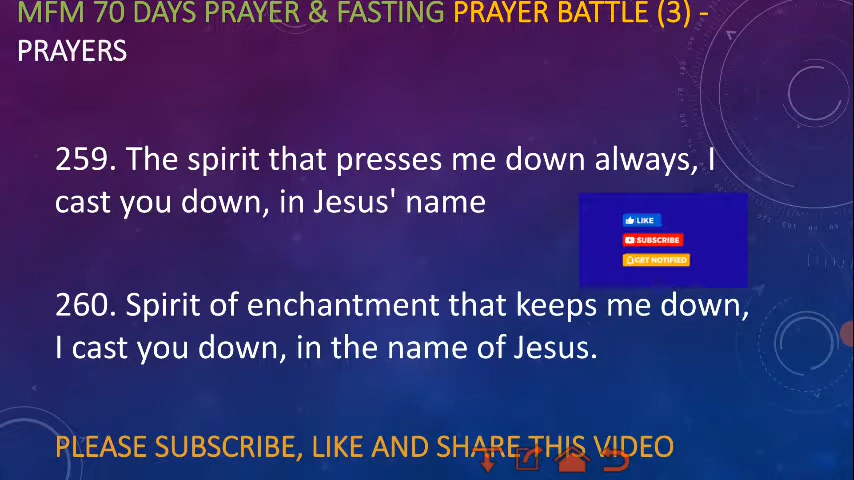 MFM 70 DAYS PRAYER & FASTING PRAYER BATTLE (3) -
PRAYERS
259. The spirit that presses me down always, I
cast you down, in Jesus' name
LIKE
SUBSCRIBE
GET NOTIFIED
260. Spirit of enchantment that keeps me down,
I cast you down, in the name of Jesus.
PLEASE SUBSCRIBE, LIKE AND SHARE THIS VIDEO